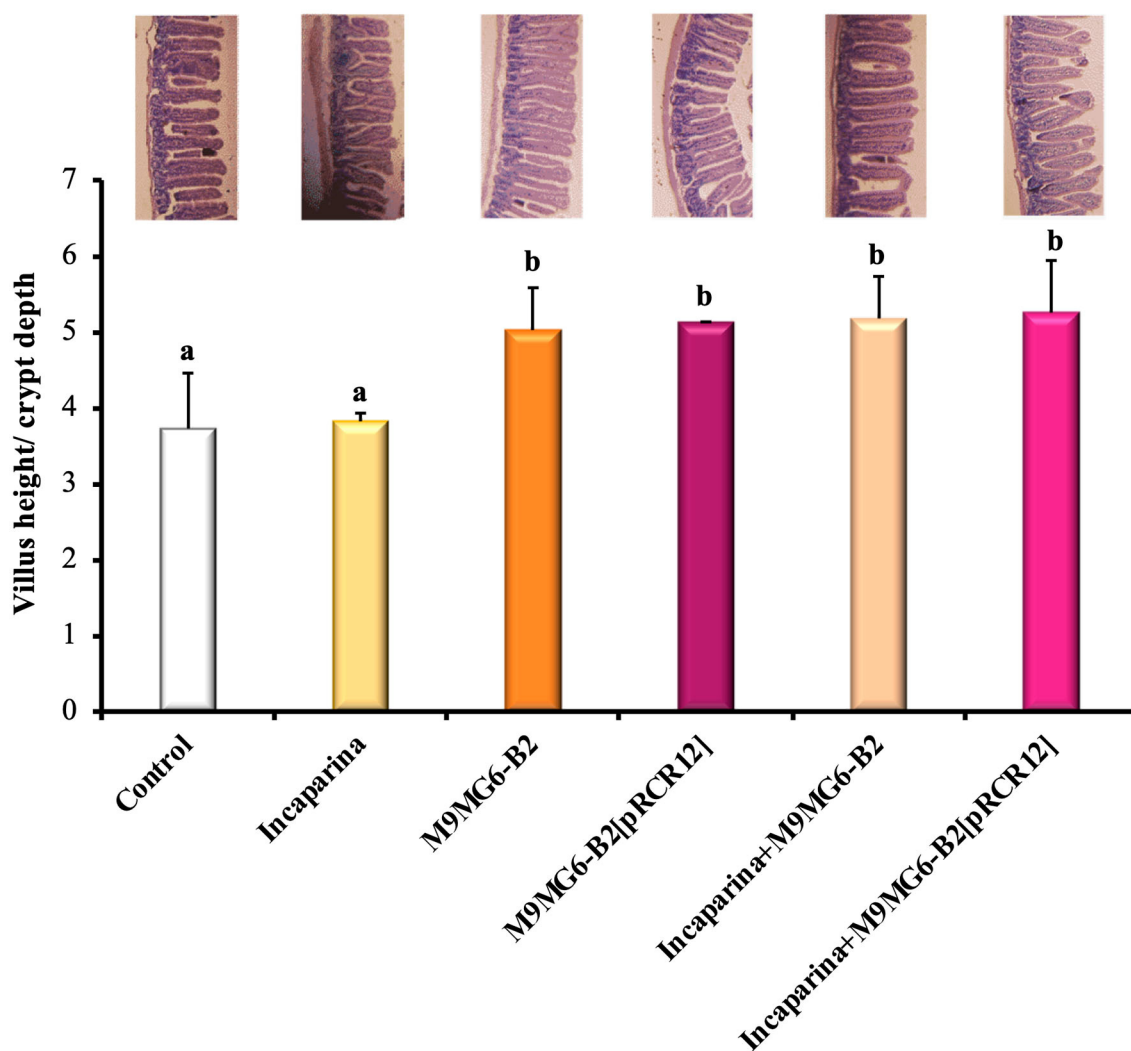 7
6
5
4
3
2
1
0
Villus height/ crypt depth
a
a
b
b
b
b
Control
Incaparina
M9MG6-B2
M9MG6-B2[pRCR12]
Incaparina+M9MG6-B2
Incaparina+M9MG6-B2[pRCR12]